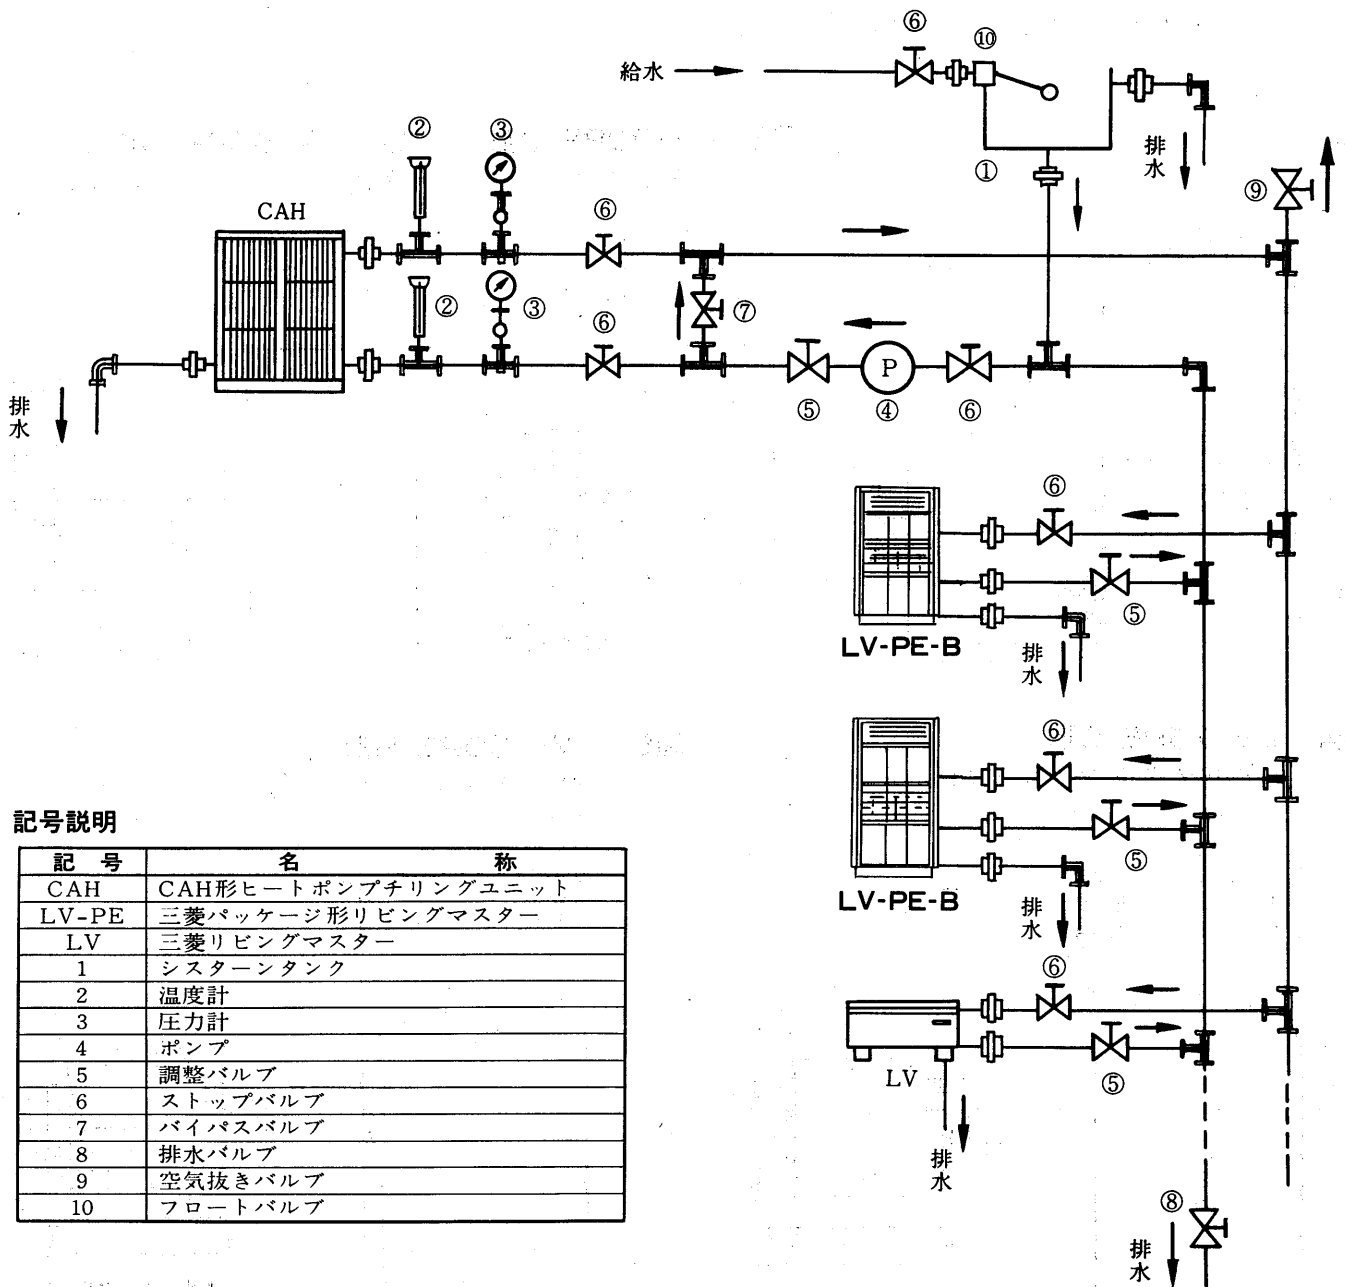 ⑥
⑩
給水
②
③
①
排水
⑨
CAH
⑥
②
③
⑦
⑥
P
⑤
④
⑥
排水
⑥
⑤
LV-PE-B
排水
⑥
⑤
LV-PE-B
排水
⑥
⑤
LV
排水
⑧
排水
記号説明
記 号 名 称
CAH CAH形ヒートポンプチリングユニット
LV-PE 三菱パッケージ形リビングマスター
LV 三菱リビングマスター
1 シスターンタンク
2 温度計
3 圧力計
4 ポンプ
5 調整バルブ
6 ストップバルブ
7 バイパスバルブ
8 排水バルブ
9 空気抜きバルブ
10 フロートバルブ